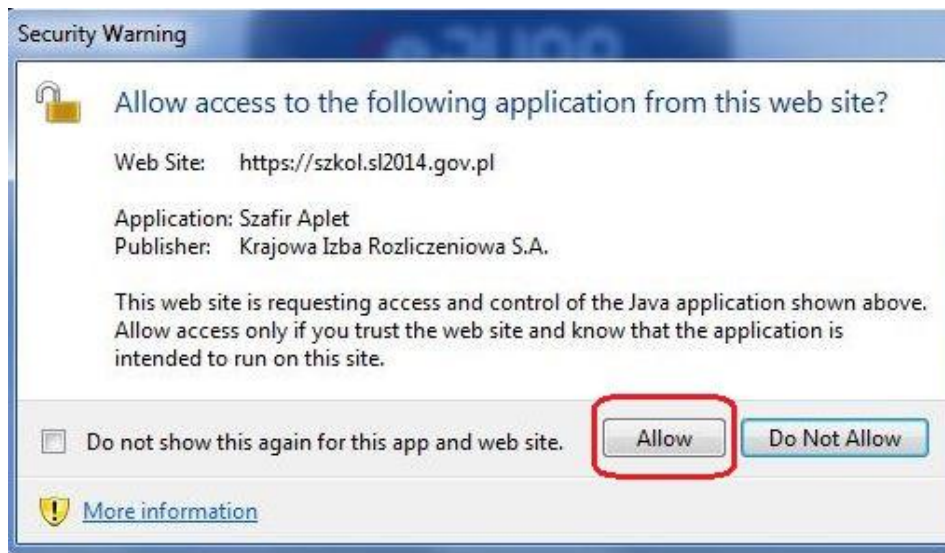 Security Warning
Allow access to the following application from this web site?
Web Site: https://szkol.sl2014.gov.pl
Application: Szafir Aplet
Publisher: Krajowa Izba Rozliczeniowa S.A.
This web site is requesting access and control of the Java application shown above.
Allow access only if you trust the web site and know that the application is
intended to run on this site.
Do not show this again for this app and web site. Allow Do Not Allow
More information